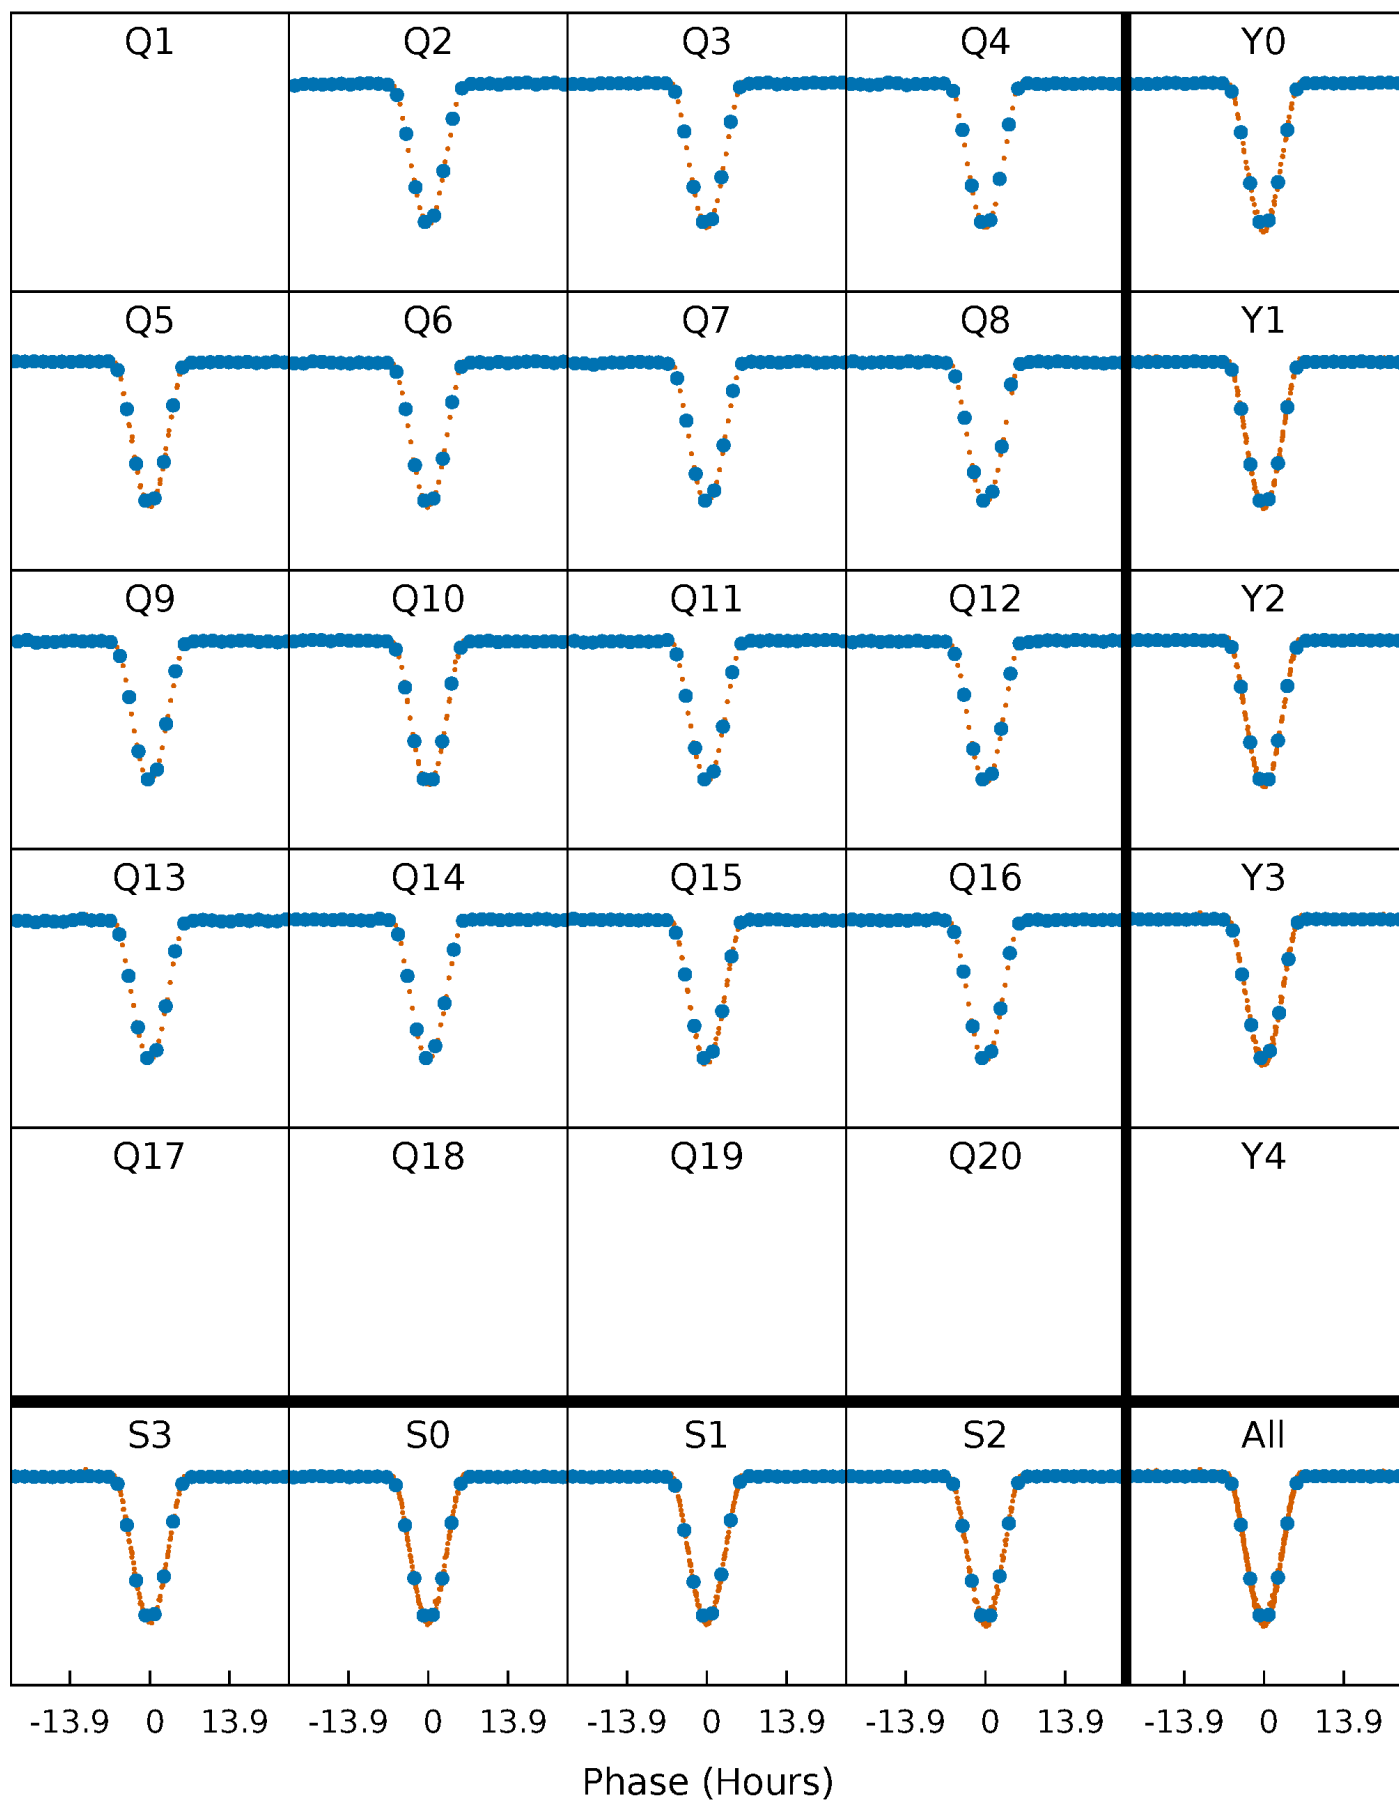 Q1 Q2 Q3 Q4 Y0
Q5 Q6 Q7 Q8 Y1
Q9 Q10 Q11 Q12 Y2
Q13 Q14 Q15 Q16 Y3
Q17 Q18 Q19 Q20 Y4
S3 S0 S1 S2 All
-13.9 0 13.9 -13.9 0 13.9 -13.9 0 13.9 -13.9 0 13.9 -13.9 0 13.9
Phase (Hours)